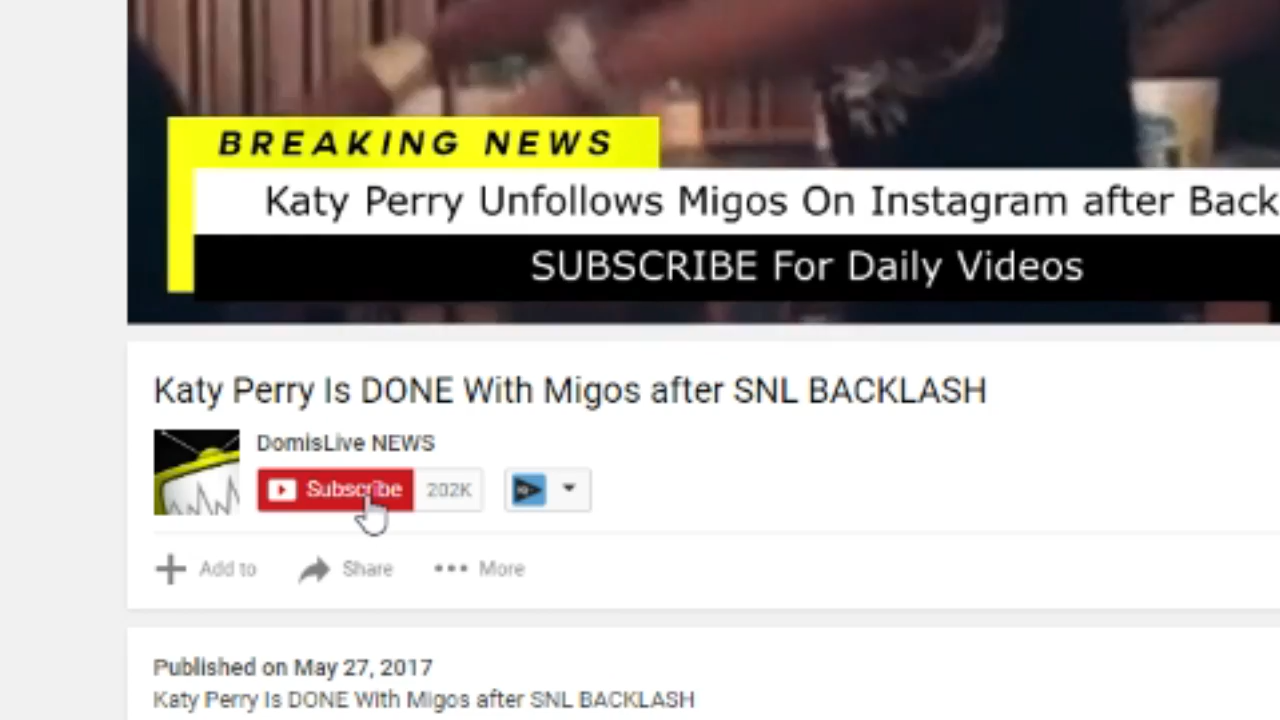 BREAKING NEWS
Katy Perry Unfollows Migos On Instagram after Back
SUBSCRIBE For Daily Videos
Katy Perry Is DONE With Migos after SNL BACKLASH
DomisLive NEWS
Subscribe 202K
Add to Share More
Published on May 27, 2017
Katy Perry Is DONE With Migos after SNL BACKLASH